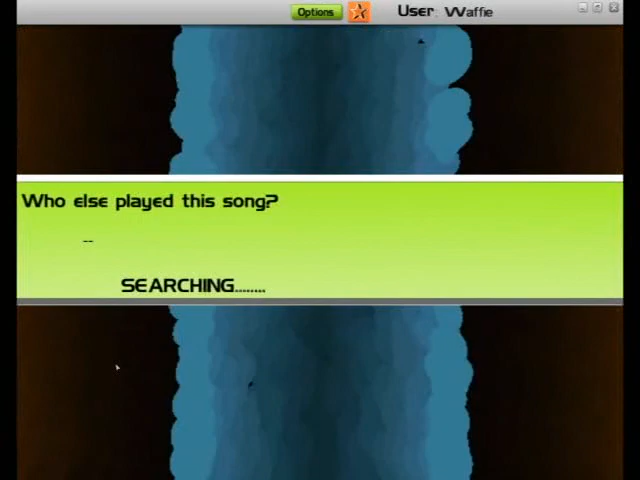 Options
User: Waffie
Who else played this song?
--
SEARCHING........